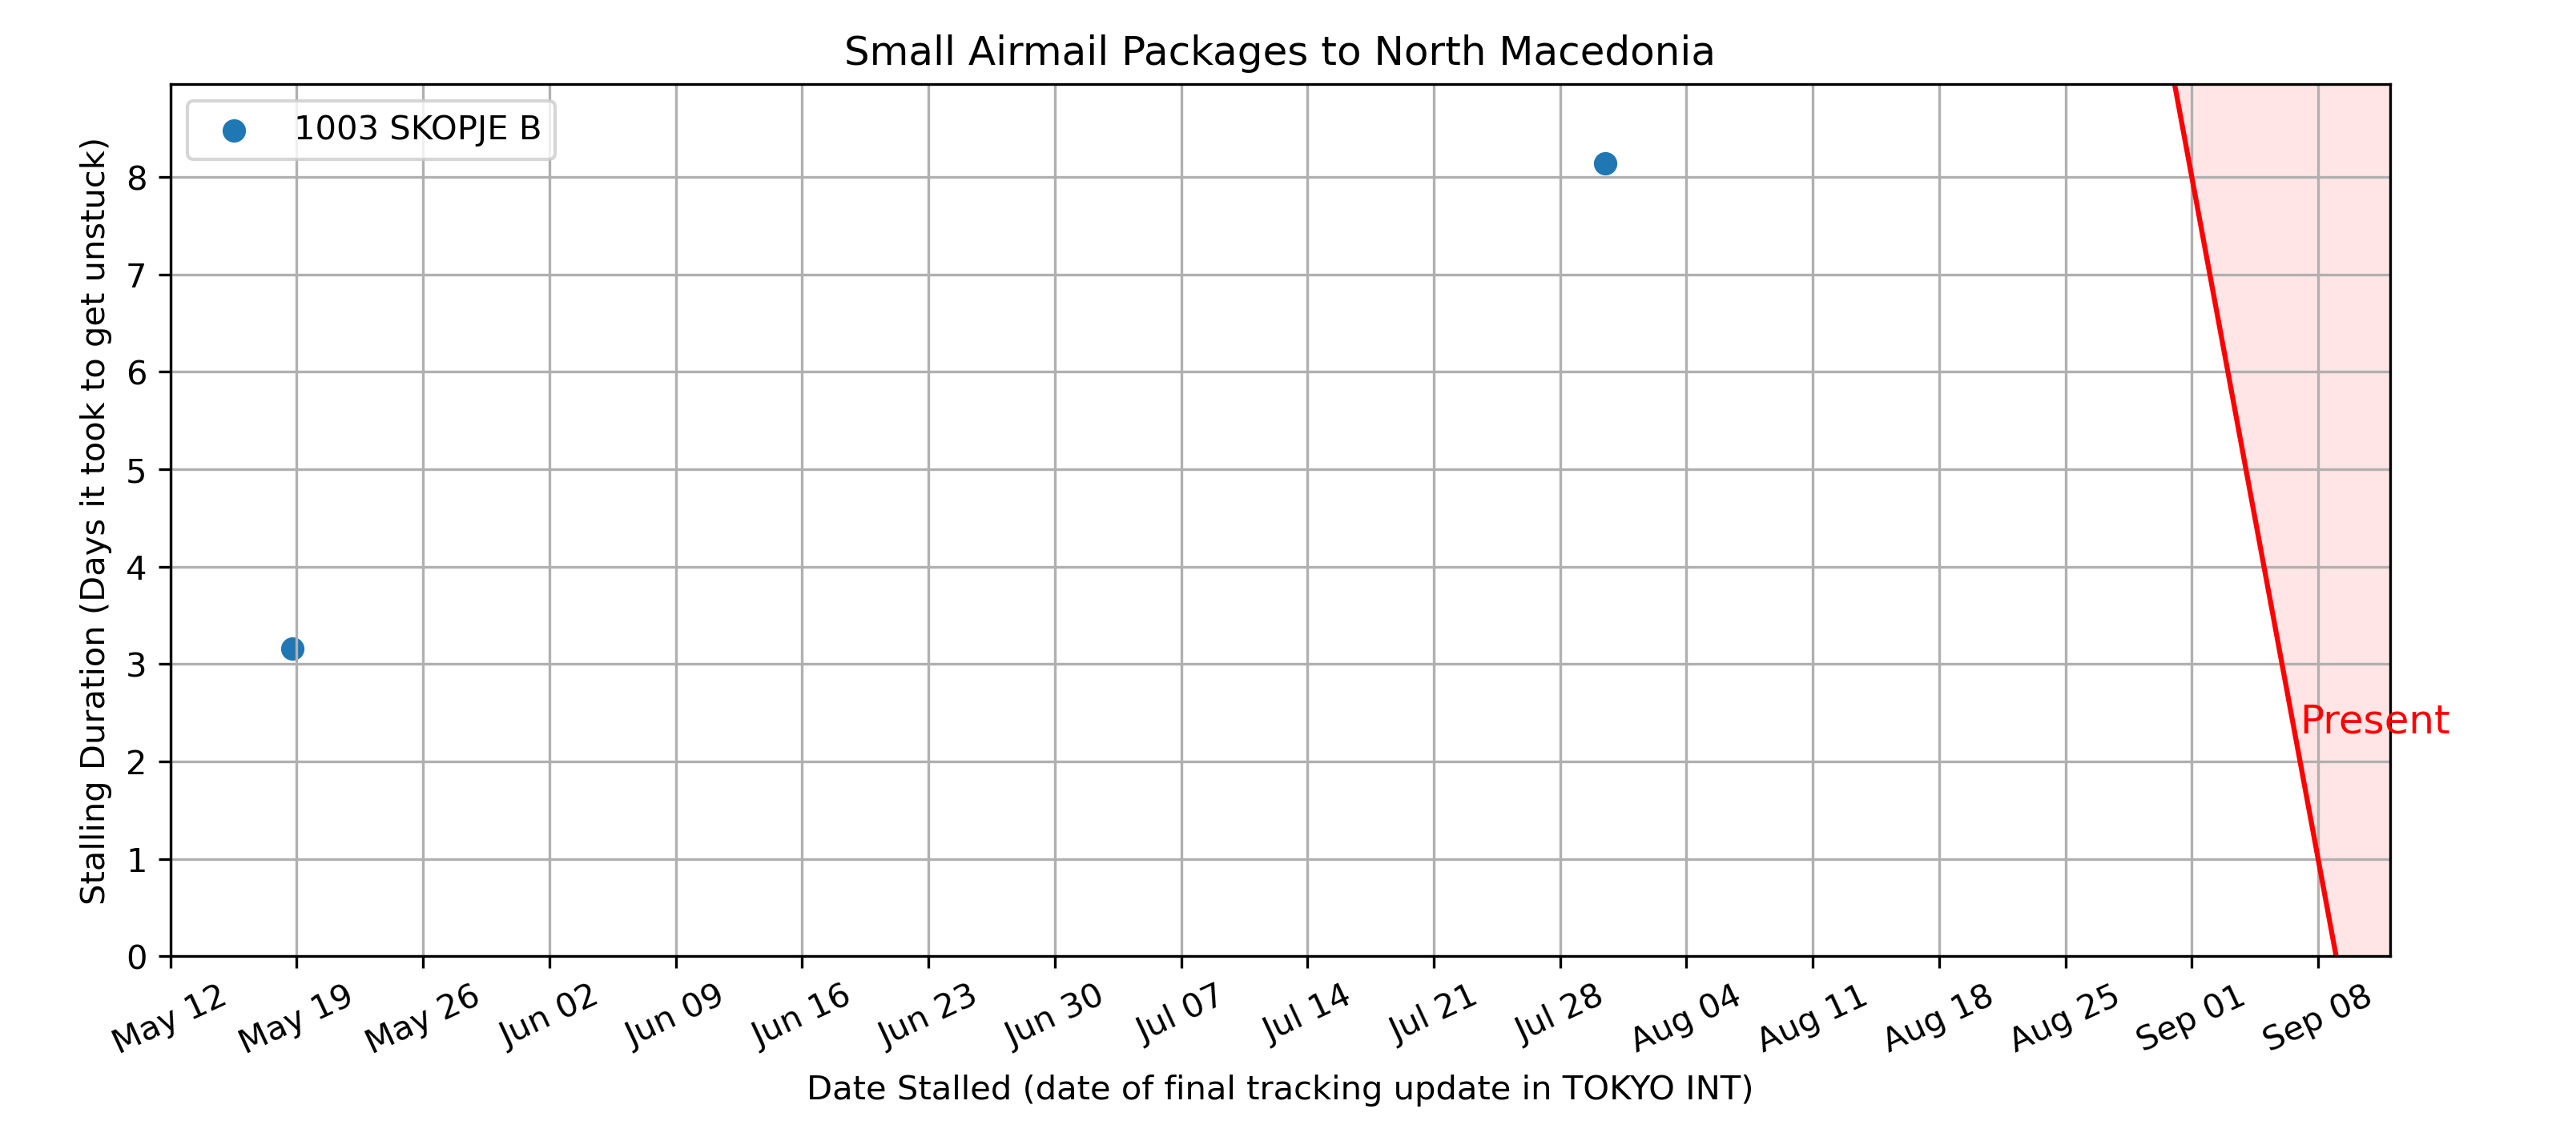 Small Airmail Packages to North Macedonia
1003 SKOPJE B
Stalling Duration (Days it took to get unstuck)
8
7
6
5
4
3
2
1
0
Present
May 12
May 19
May 26
Jun 02
Jun 09
Jun 16
Jun 23
Jun 30
Jul 07
Jul 14
Jul 21
Jul 28
Aug 04
Aug 11
Aug 18
Aug 25
Sep 01
Sep 08
Date Stalled (date of final tracking update in TOKYO INT)